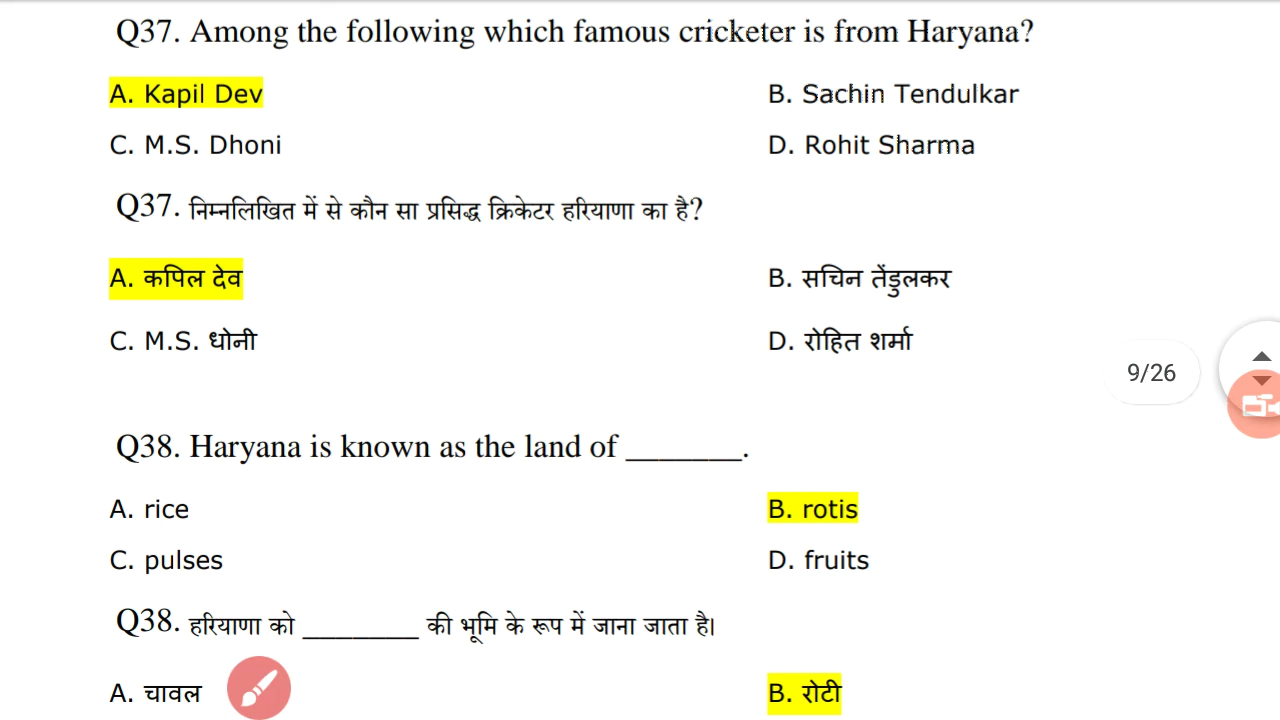 Q37. Among the following which famous cricketer is from Haryana?
A. Kapil Dev B. Sachin Tendulkar
C. M.S. Dhoni D. Rohit Sharma
Q37. निम्नलिखित में से कौन सा प्रसिद्ध क्रिकेटर हरियाणा का है?
A. कपिल देव B. सचिन तेंडुलकर
C. M.S. धोनी D. रोहित शर्मा
9/26
Q38. Haryana is known as the land of _______.
A. rice B. rotis
C. pulses D. fruits
Q38. हरियाणा को _______ की भूमि के रूप में जाना जाता है।
A. चावल B. रोटी